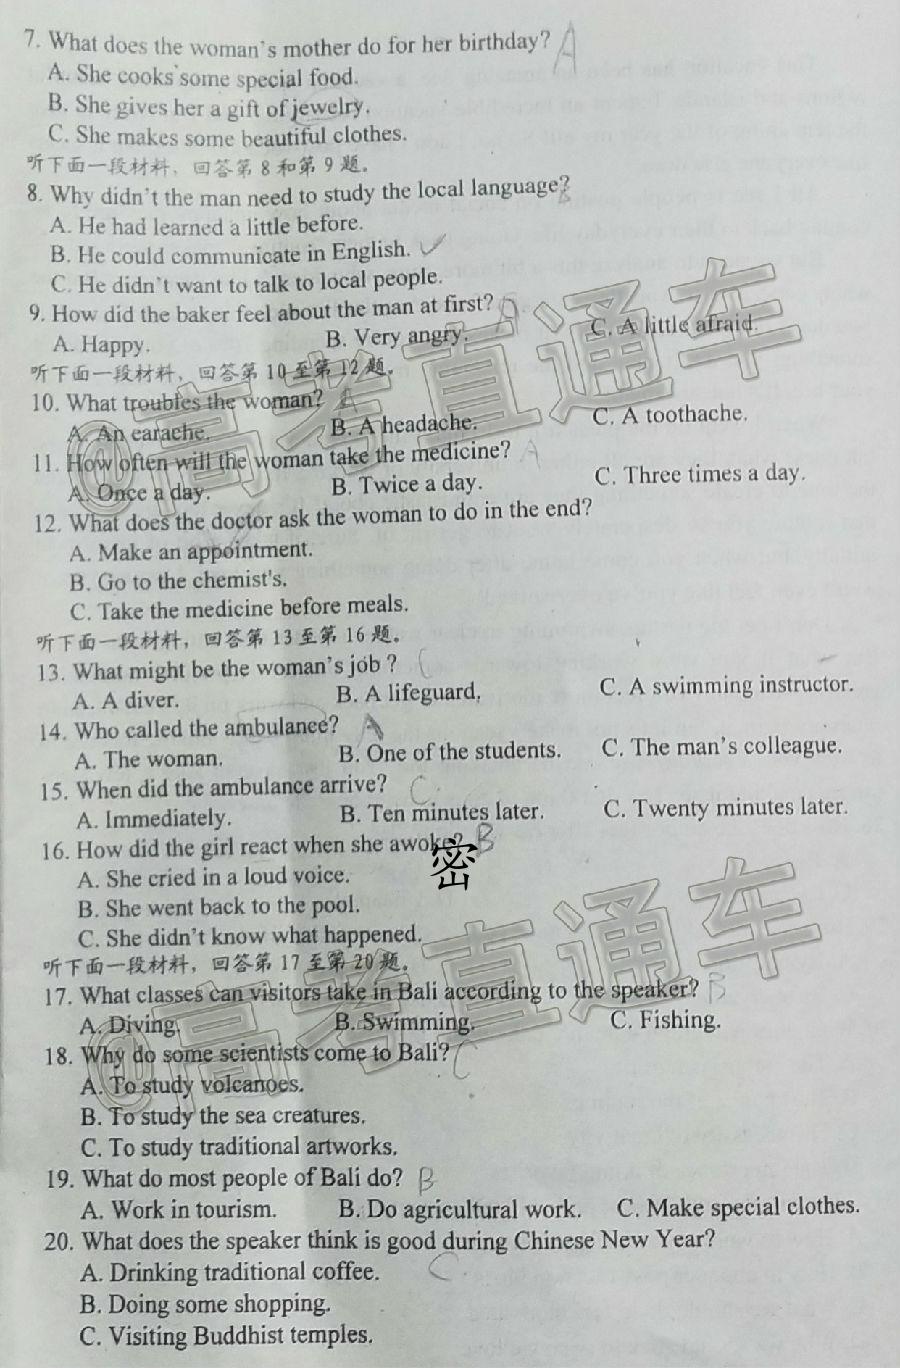 7. What does the woman's mother do for her birthday? A
A. She cooks some special food.
B. She gives her a gift of jewelry.
C. She makes some beautiful clothes.
听下面一段材料，回答第 8 和第 9 题。
8. Why didn't the man need to study the local language? B
A. He had learned a little before.
B. He could communicate in English. ✓
C. He didn't want to talk to local people.
9. How did the baker feel about the man at first?
A. Happy. B. Very angry. C. A little afraid.
听下面一段材料，回答第 10 至第 12 题。
10. What troubles the woman? A
A. An earache. B. A headache. C. A toothache.
11. How often will the woman take the medicine? A
A. Once a day. B. Twice a day. C. Three times a day.
12. What does the doctor ask the woman to do in the end?
A. Make an appointment.
B. Go to the chemist's.
C. Take the medicine before meals.
听下面一段材料，回答第 13 至第 16 题。
13. What might be the woman's job ? C
A. A diver. B. A lifeguard. C. A swimming instructor.
14. Who called the ambulance? A
A. The woman. B. One of the students. C. The man's colleague.
15. When did the ambulance arrive? C
A. Immediately. B. Ten minutes later. C. Twenty minutes later.
16. How did the girl react when she awoke? B
密
A. She cried in a loud voice.
B. She went back to the pool.
C. She didn't know what happened.
听下面一段材料，回答第 17 至第 20 题。
17. What classes can visitors take in Bali according to the speaker? B
A. Diving. B. Swimming. C. Fishing.
18. Why do some scientists come to Bali? C
A. To study volcanoes.
B. To study the sea creatures.
C. To study traditional artworks.
19. What do most people of Bali do? B
A. Work in tourism. B. Do agricultural work. C. Make special clothes.
20. What does the speaker think is good during Chinese New Year?
A. Drinking traditional coffee. C
B. Doing some shopping.
C. Visiting Buddhist temples.
@高考直通车
@高考直通车